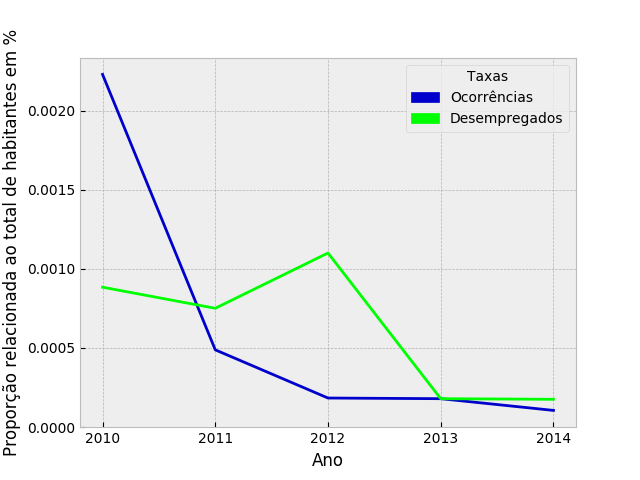 Proporção relacionada ao total de habitantes em %
Taxas
Ocorrências
Desempregados
0.0020
0.0015
0.0010
0.0005
0.0000
2010 2011 2012 2013 2014
Ano